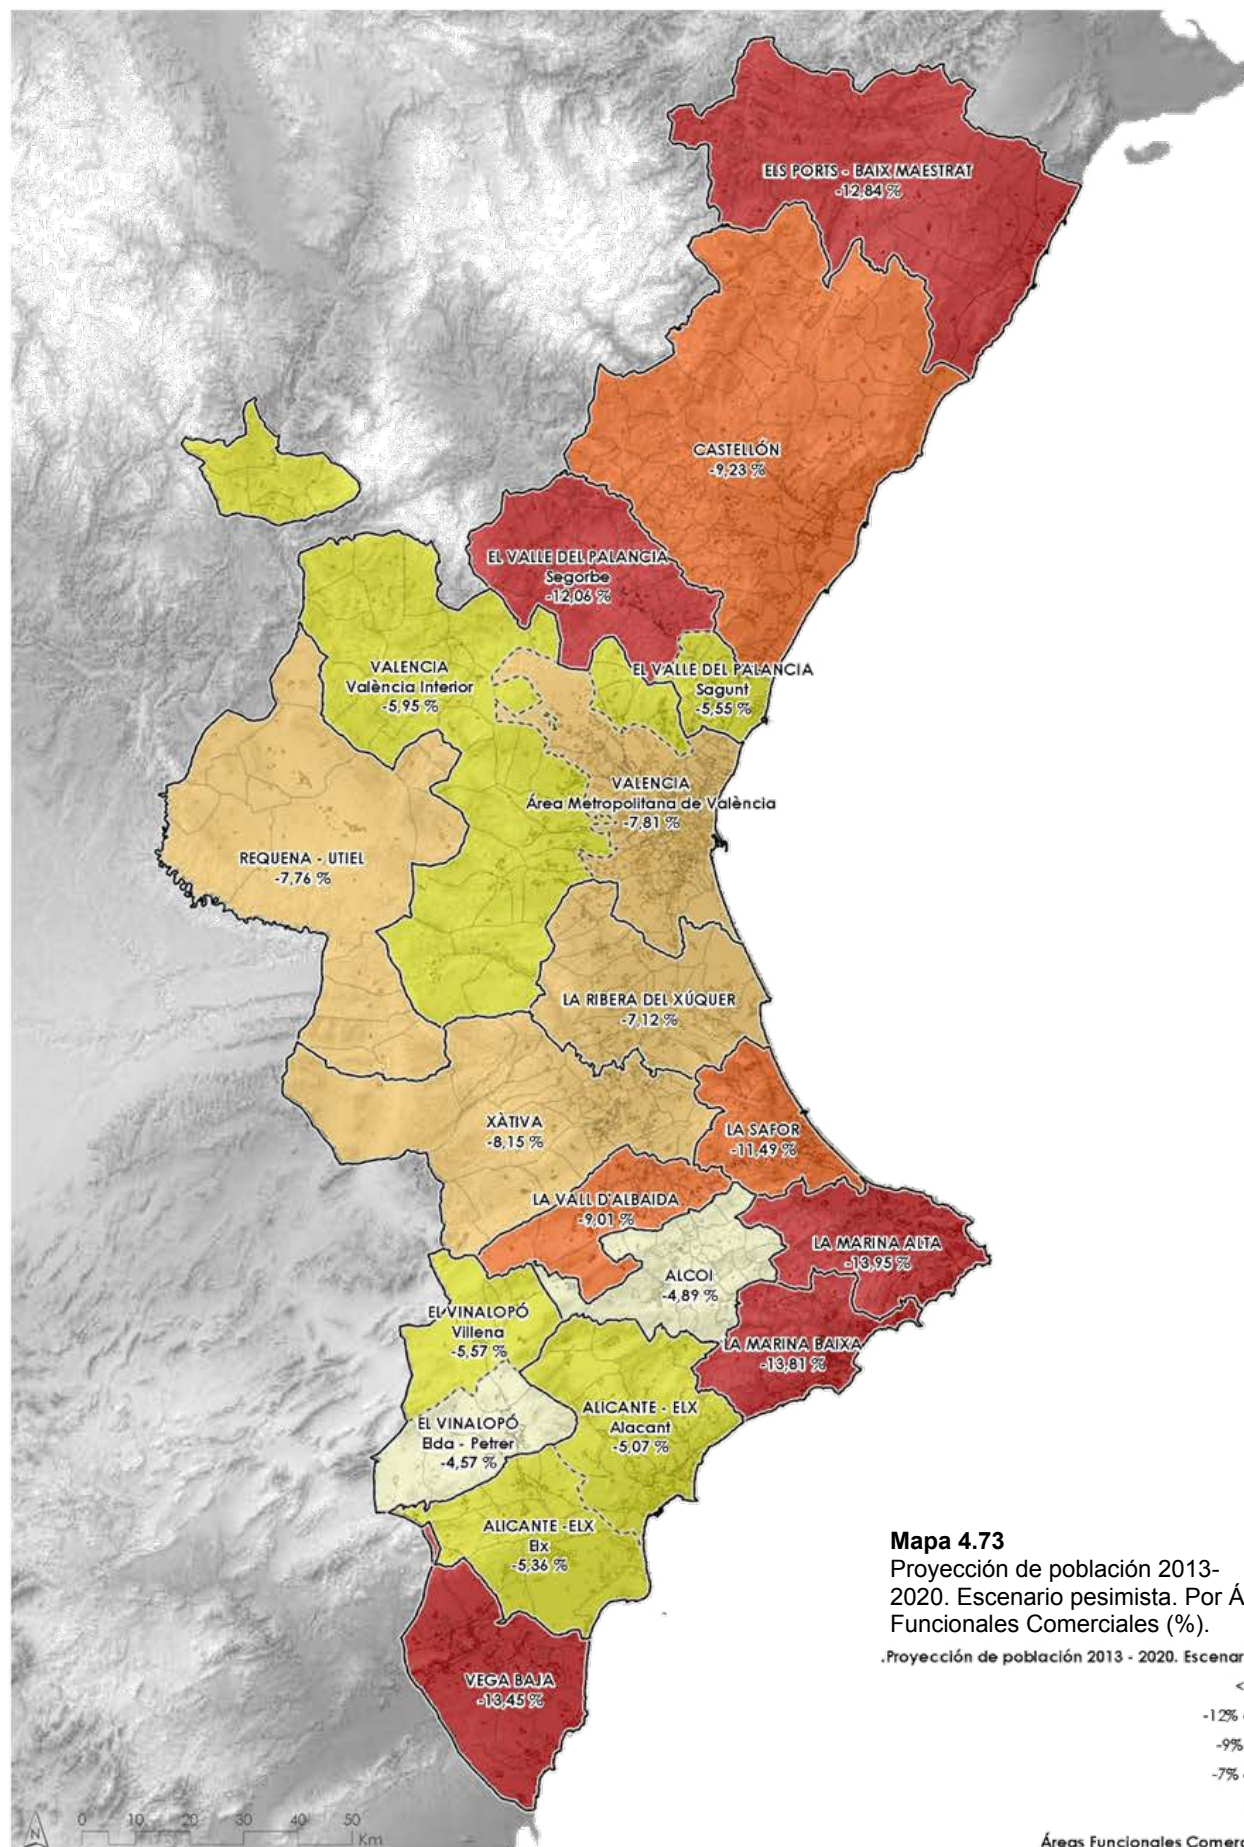 ELS PORTS - BAIX MAESTRAT
-12,84 %
CASTELLÓN
-9,23 %
EL VALLE DEL PALANCIA
Segorbe
-12,06 %
VALENCIA
València Interior
-5,95 %
EL VALLE DEL PALANCIA
Sagunt
-5,55 %
VALENCIA
Área Metropolitana de València
-7,81 %
REQUENA - UTIEL
-7,76 %
LA RIBERA DEL XÚQUER
-7,12 %
XÀTIVA
-8,15 %
LA SAFOR
-11,49 %
LA VALL D'ALBAIDA
-9,01 %
LA MARINA ALTA
-13,95 %
ALCOI
-4,89 %
EL VINALOPÓ
Villena
-5,57 %
LA MARINA BAIXA
-13,81 %
ALICANTE - ELX
Alacant
-5,07 %
EL VINALOPÓ
Elda - Petrer
-4,57 %
ALICANTE -ELX
Elx
-5,36 %
VEGA BAJA
-13,45 %
Mapa 4.73
Proyección de población 2013-
2020. Escenario pesimista. Por Á
Funcionales Comerciales (%).
.Proyección de población 2013 - 2020. Escenar
<
-12%
-9%
-7%
Áreas Funcionales Comerc
N
0 10 20 30 40 50
Km